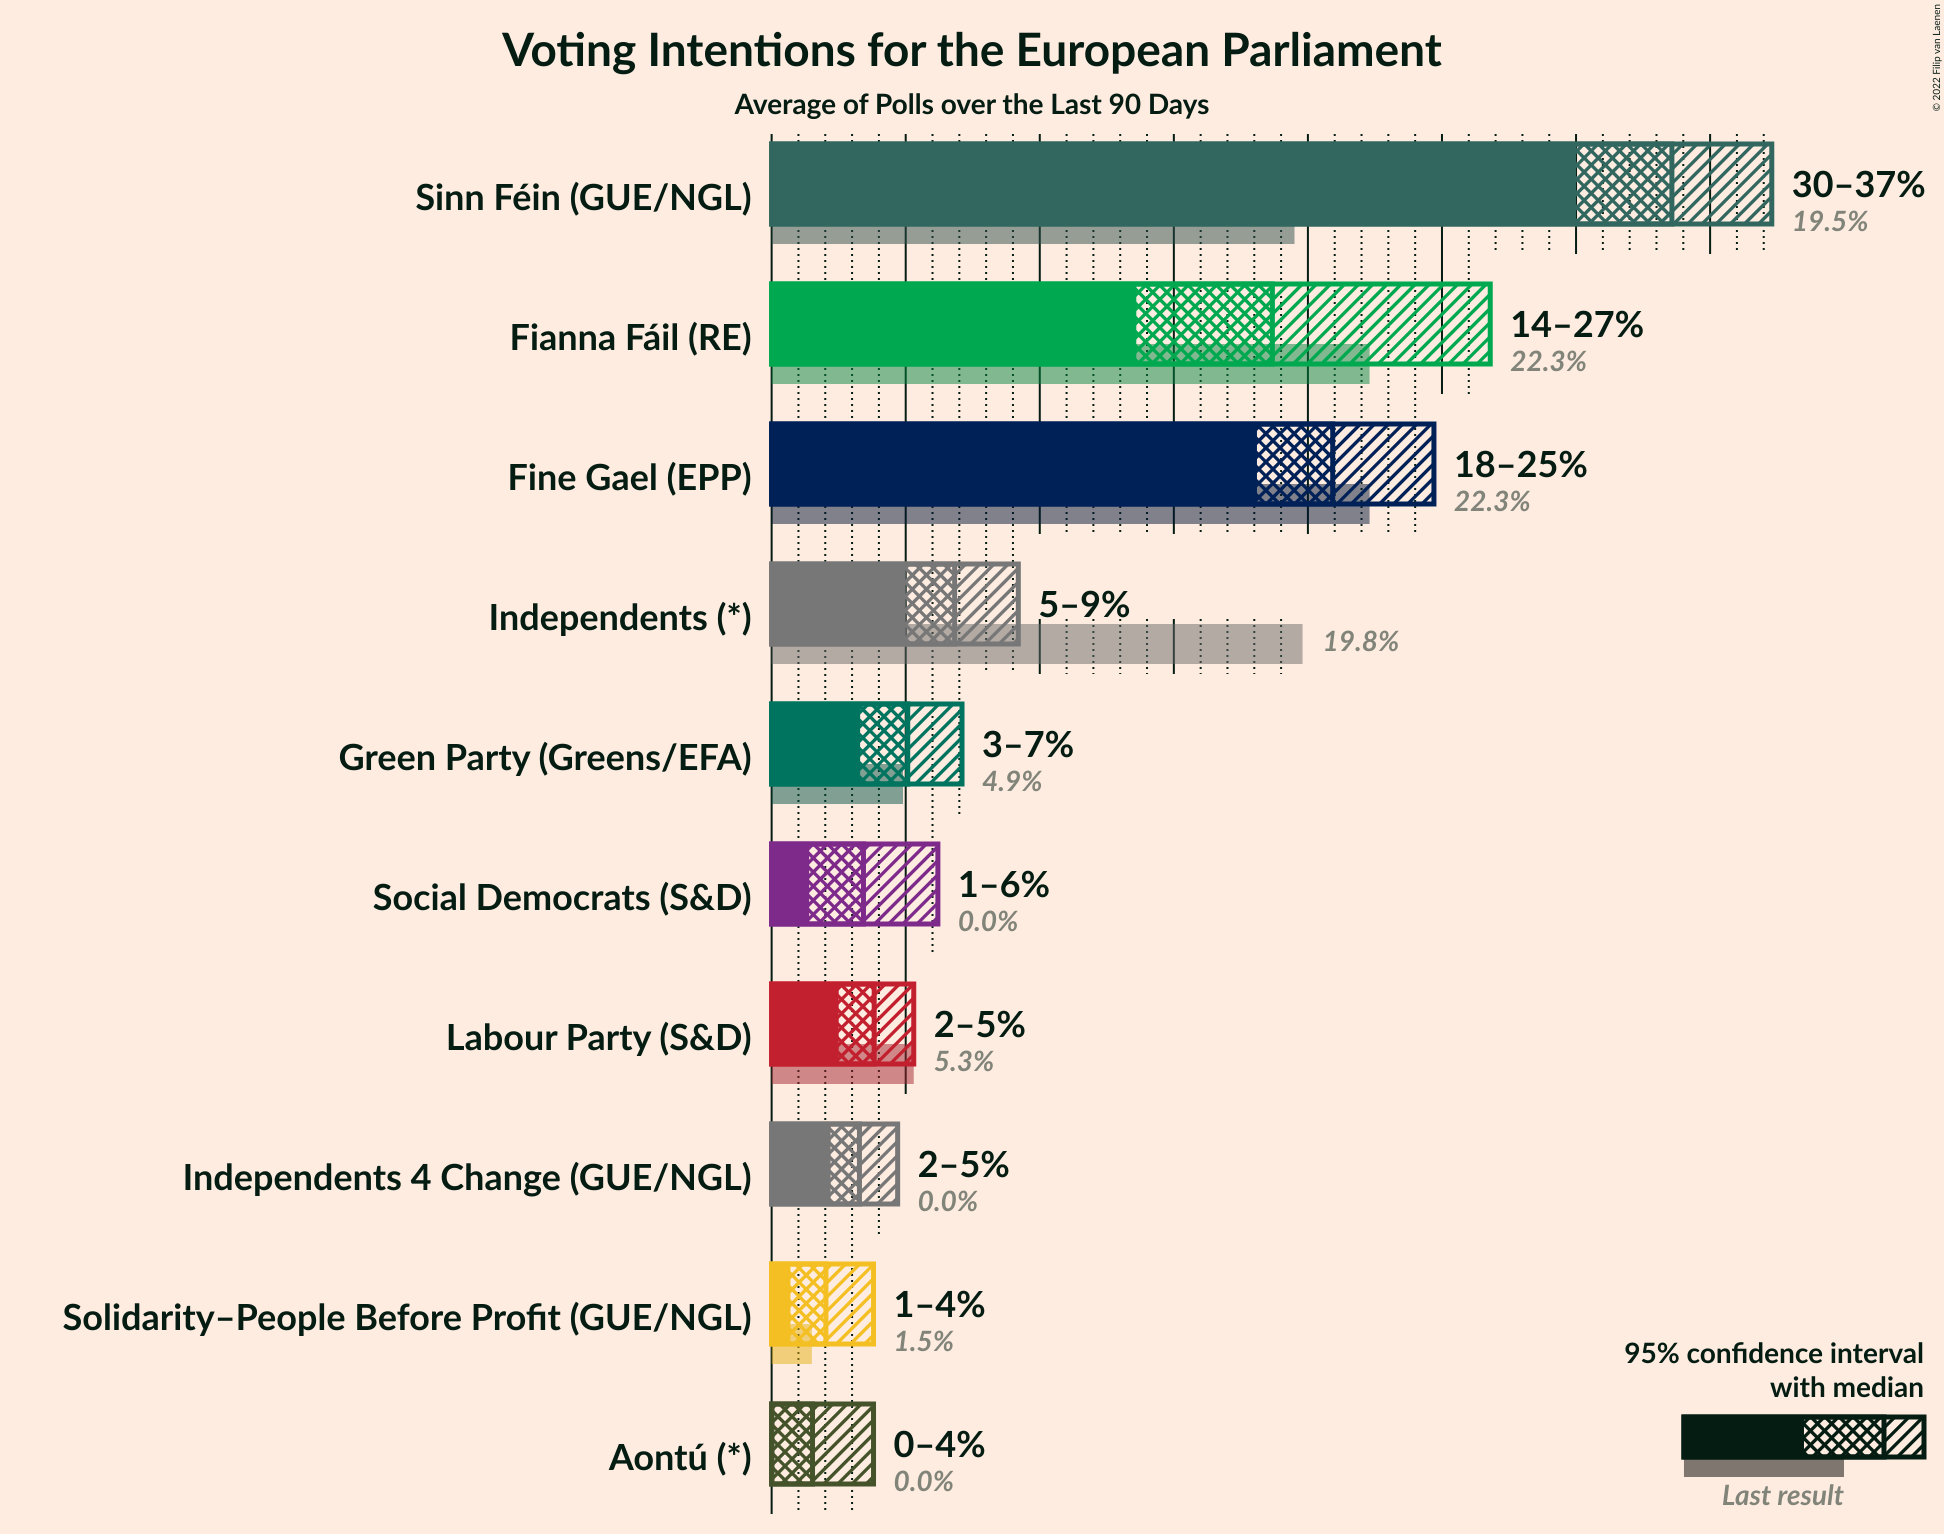 Voting Intentions for the European Parliament
Average of Polls over the Last 90 Days
© 2022 Filip van Laenen
Sinn Féin (GUE/NGL)
30–37%
19.5%
Fianna Fáil (RE)
14–27%
22.3%
Fine Gael (EPP)
18–25%
22.3%
Independents (*)
5–9%
19.8%
Green Party (Greens/EFA)
3–7%
4.9%
Social Democrats (S&D)
1–6%
0.0%
Labour Party (S&D)
2–5%
5.3%
Independents 4 Change (GUE/NGL)
2–5%
0.0%
Solidarity–People Before Profit (GUE/NGL)
1–4%
1.5%
Aontú (*)
0–4%
0.0%
95% confidence interval
with median
Last result